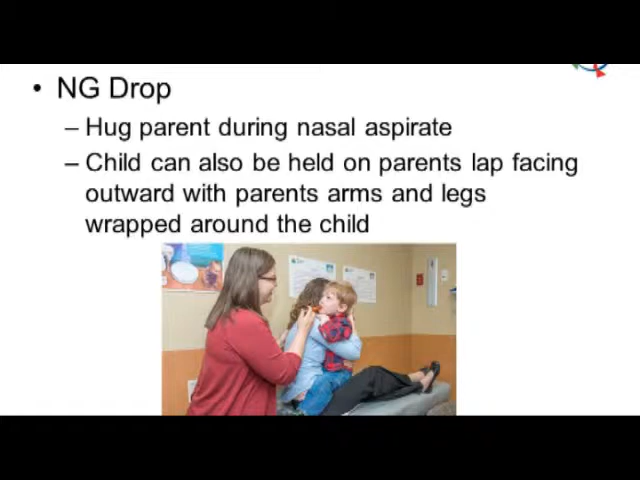 • NG Drop
– Hug parent during nasal aspirate
– Child can also be held on parents lap facing
outward with parents arms and legs
wrapped around the child